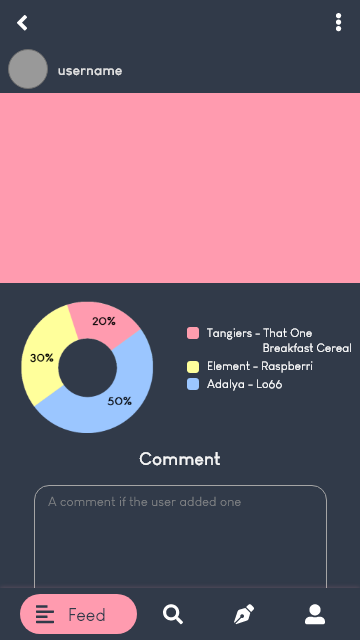 username
20%
30%
50%
Tangiers - That One
Breakfast Cereal
Element - Raspberri
Adalya - Lo66
Comment
A comment if the user added one
Feed